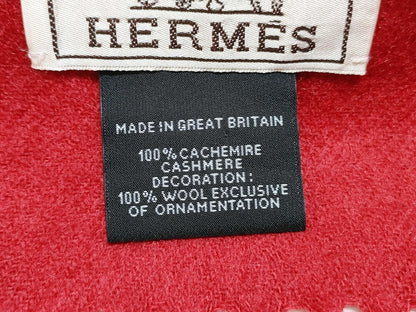 HERMÈS
MADE IN GREAT BRITAIN
100% CACHEMIRE
CASHMERE
DECORATION:
100% WOOL EXCLUSIVE
OF ORNAMENTATION